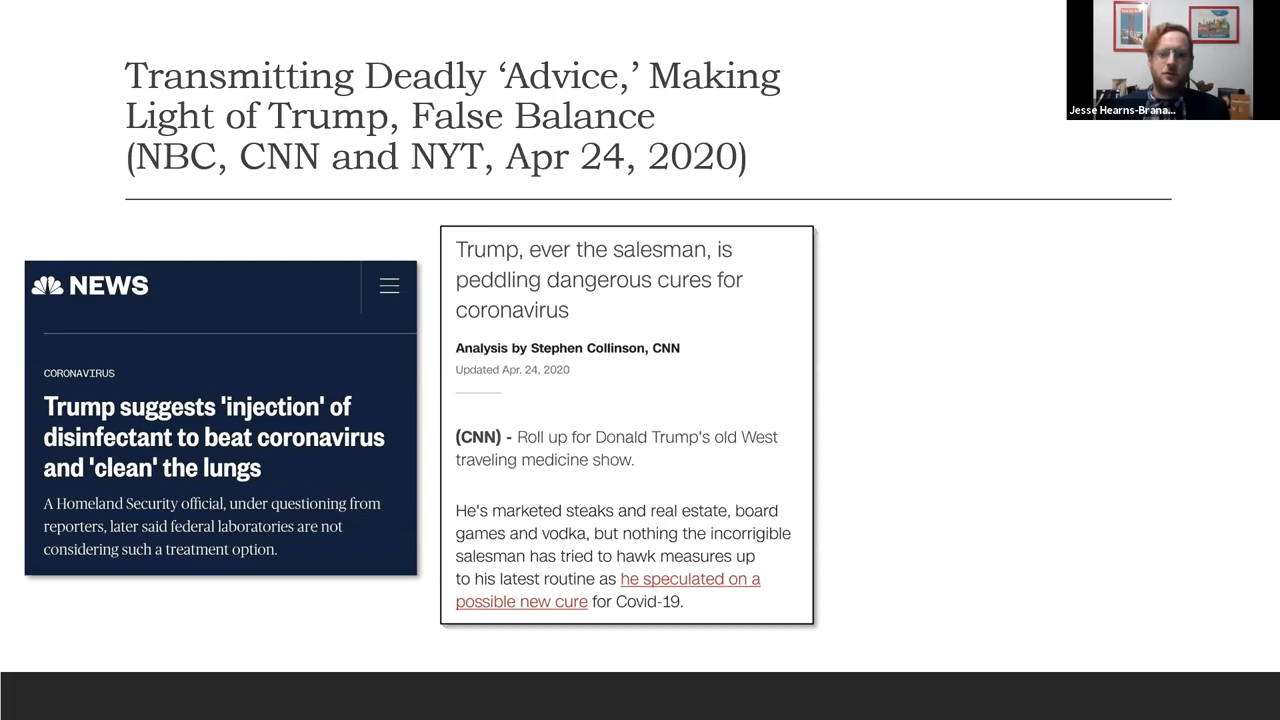 Transmitting Deadly ‘Advice,’ Making
Light of Trump, False Balance
(NBC, CNN and NYT, Apr 24, 2020)
Jesse Hearns-Brana...
NEWS
CORONAVIRUS
Trump suggests 'injection' of
disinfectant to beat coronavirus
and 'clean' the lungs
A Homeland Security official, under questioning from
reporters, later said federal laboratories are not
considering such a treatment option.
Trump, ever the salesman, is
peddling dangerous cures for
coronavirus
Analysis by Stephen Collinson, CNN
Updated Apr. 24, 2020
(CNN) - Roll up for Donald Trump's old West
traveling medicine show.
He's marketed steaks and real estate, board
games and vodka, but nothing the incorrigible
salesman has tried to hawk measures up
to his latest routine as he speculated on a
possible new cure for Covid-19.